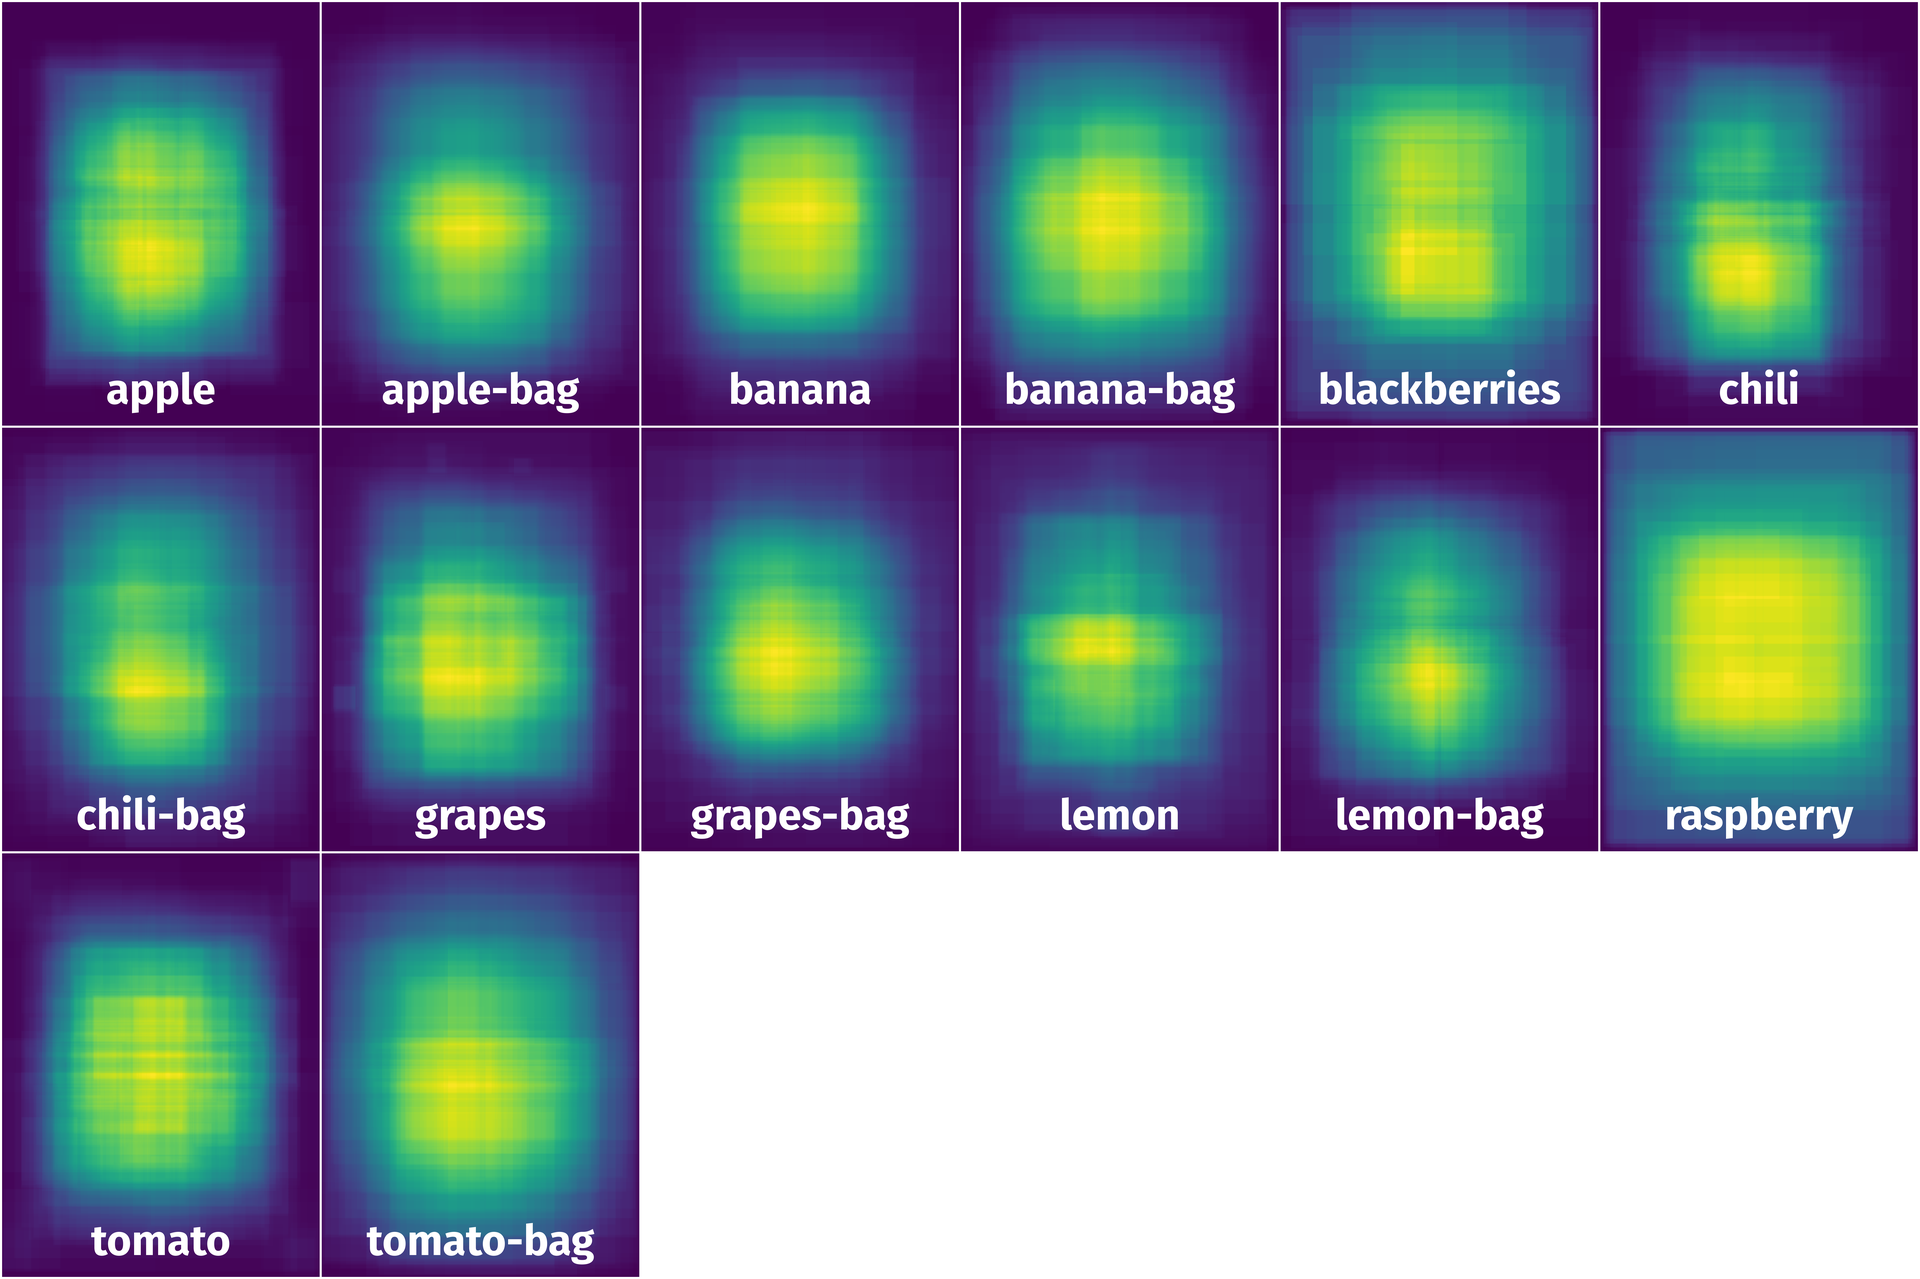 apple
apple-bag
banana
banana-bag
blackberries
chili
chili-bag
grapes
grapes-bag
lemon
lemon-bag
raspberry
tomato
tomato-bag